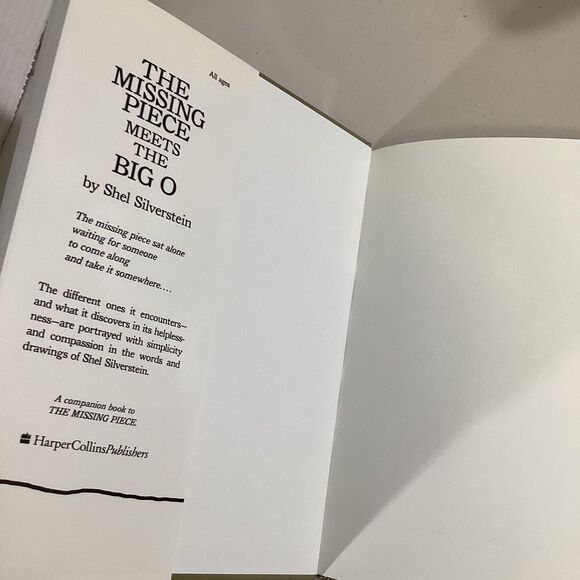 All ages
THE
MISSING
PIECE
MEETS
THE
BIG O
by Shel Silverstein
The missing piece sat alone
waiting for someone
to come along
and take it somewhere....
The different ones it encounters—
and what it discovers in its helpless-
ness—are portrayed with simplicity
and compassion in the words and
drawings of Shel Silverstein.
A companion book to
THE MISSING PIECE.
HarperCollinsPublishers